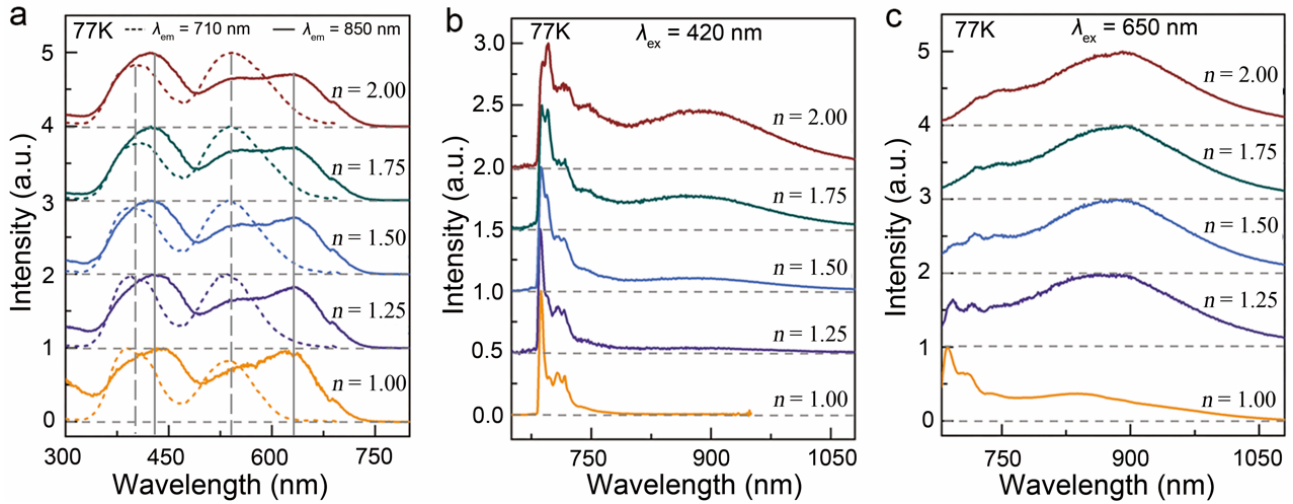 a
77K
λem = 710 nm
λem = 850 nm
5
4
3
2
1
0
n = 2.00
n = 1.75
n = 1.50
n = 1.25
n = 1.00
Intensity (a.u.)
300
450
600
750
Wavelength (nm)
b
77K
λex = 420 nm
3.0
2.5
2.0
1.5
1.0
0.5
0.0
n = 2.00
n = 1.75
n = 1.50
n = 1.25
n = 1.00
Intensity (a.u.)
750
900
1050
Wavelength (nm)
c
77K
λex = 650 nm
5
4
3
2
1
0
n = 2.00
n = 1.75
n = 1.50
n = 1.25
n = 1.00
Intensity (a.u.)
750
900
1050
Wavelength (nm)